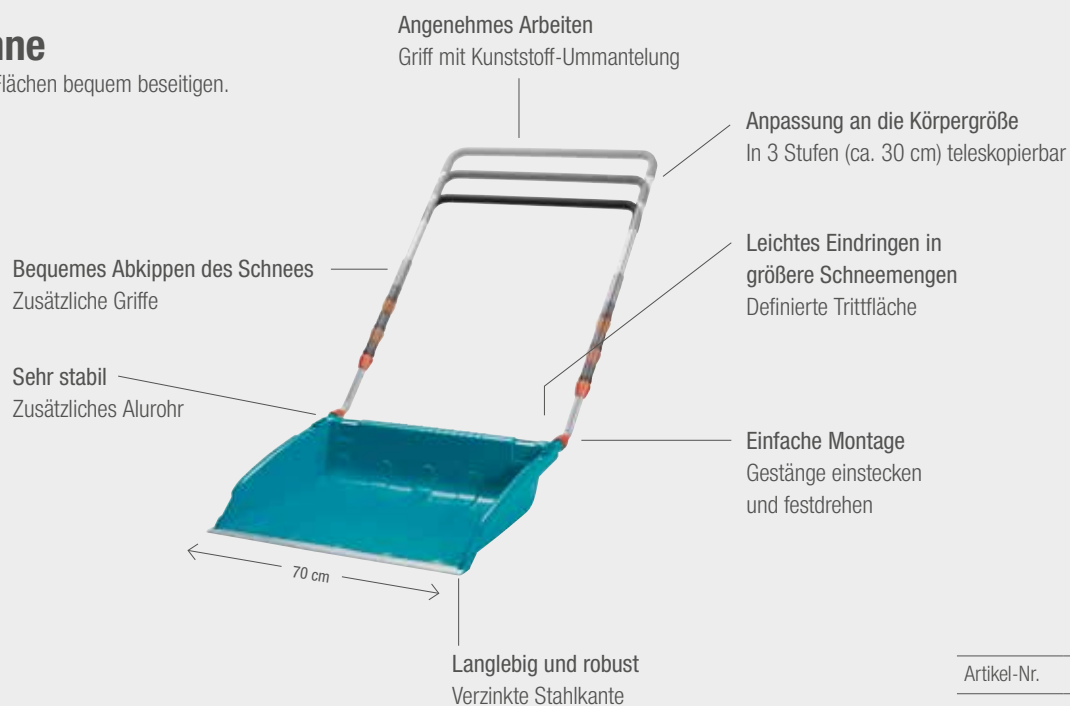 nne
Flächen bequem beseitigen.
Angenehmes Arbeiten
Griff mit Kunststoff-Ummantelung
Anpassung an die Körpergröße
In 3 Stufen (ca. 30 cm) teleskopierbar
Bequemes Abkippen des Schnees
Zusätzliche Griffe
Leichtes Eindringen in
größere Schneemengen
Definierte Trittfläche
Sehr stabil
Zusätzliches Alurohr
Einfache Montage
Gestänge einstecken
und festdrehen
70 cm
Langlebig und robust
Verzinkte Stahlkante
Artikel-Nr.